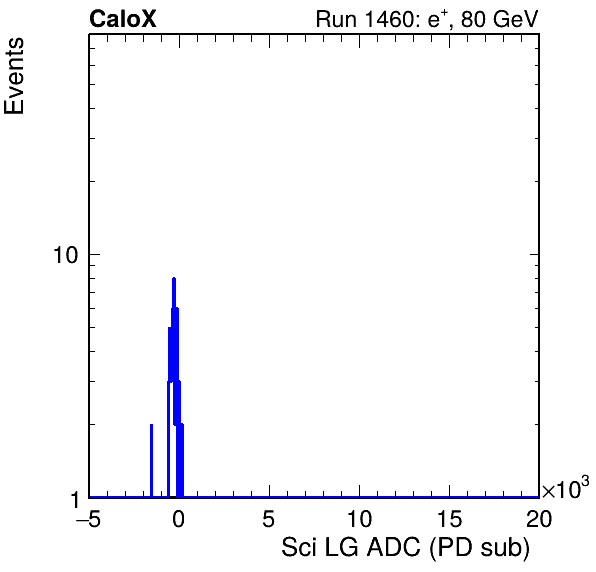 CaloX Run 1460: e⁺, 80 GeV
Events
10
1
−5 0 5 10 15 20
×10³
Sci LG ADC (PD sub)